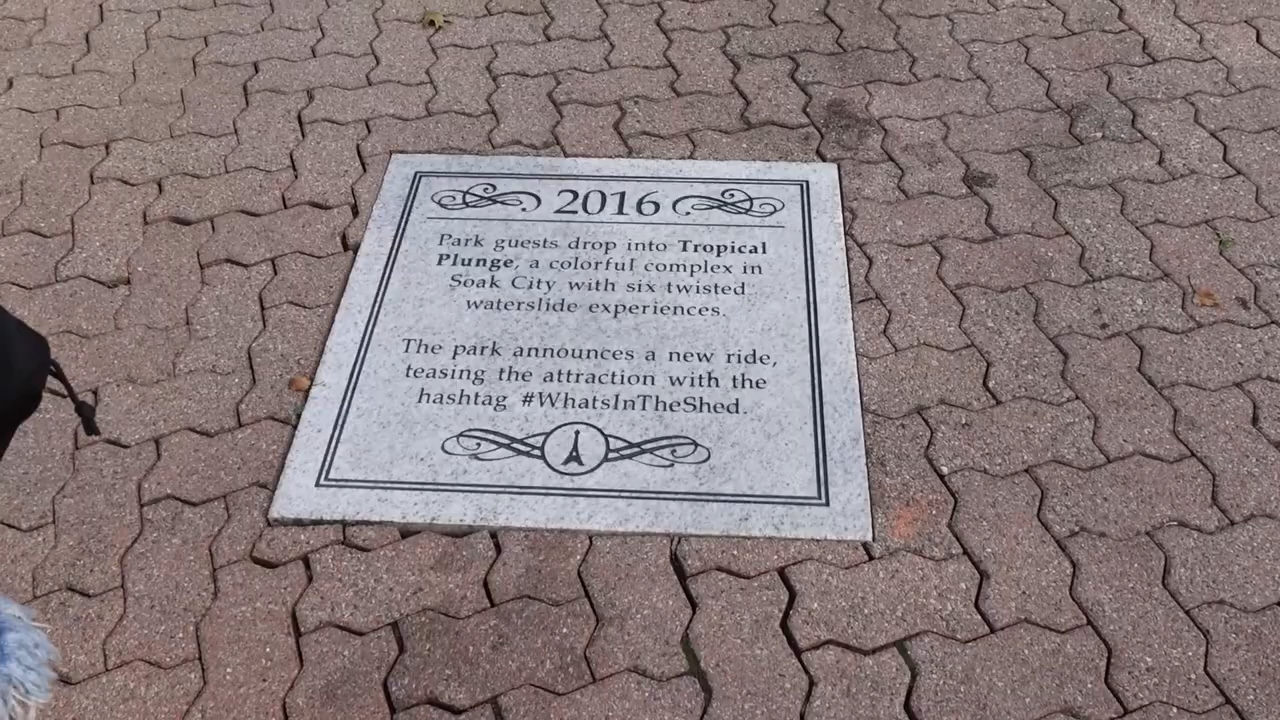 2016
Park guests drop into Tropical
Plunge, a colorful complex in
Soak City with six twisted
waterslide experiences.
The park announces a new ride,
teasing the attraction with the
hashtag #WhatsInTheShed.